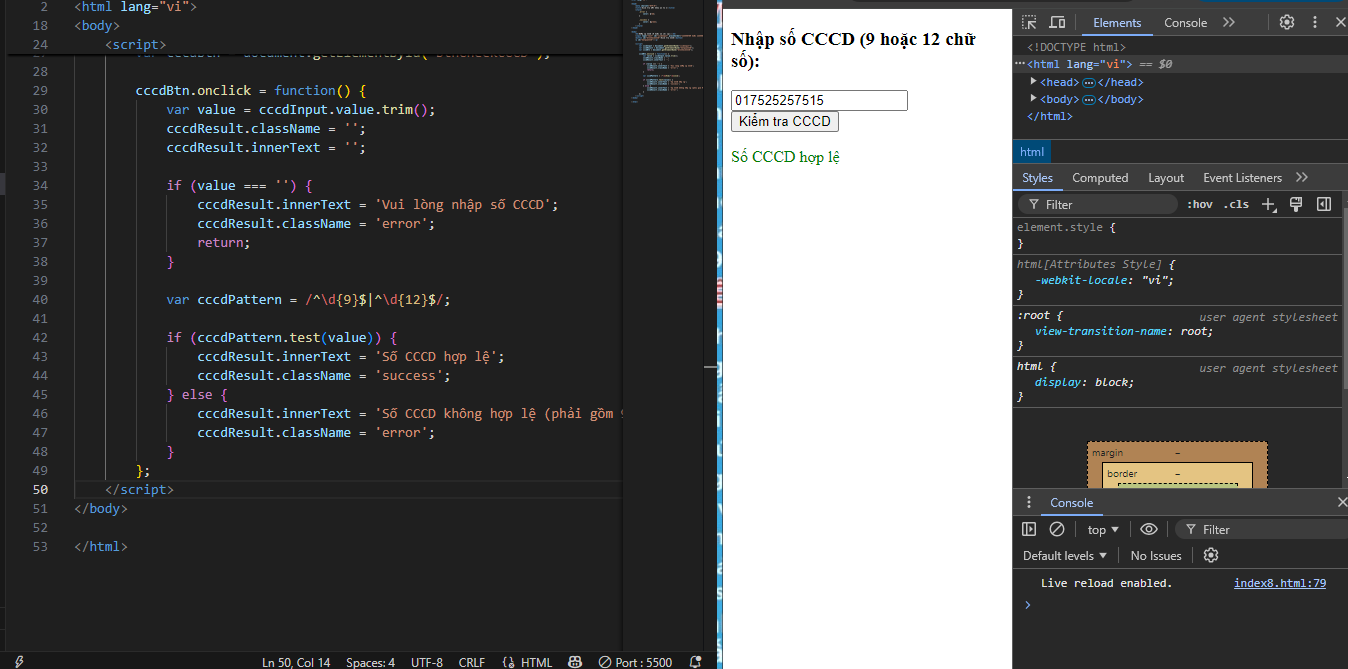 2 <html lang="vi">
18 <body>
24 <script>
28
29 cccdBtn.onclick = function() {
30 var value = cccdInput.value.trim();
31 cccdResult.className = '';
32 cccdResult.innerText = '';
33
34 if (value === '') {
35 cccdResult.innerText = 'Vui lòng nhập số CCCD';
36 cccdResult.className = 'error';
37 return;
38 }
39
40 var cccdPattern = /^\d{9}$|^\d{12}$/;
41
42 if (cccdPattern.test(value)) {
43 cccdResult.innerText = 'Số CCCD hợp lệ';
44 cccdResult.className = 'success';
45 } else {
46 cccdResult.innerText = 'Số CCCD không hợp lệ (phải gồm
47 cccdResult.className = 'error';
48 }
49 };
50 </script>
51 </body>
52
53 </html>
Ln 50, Col 14 Spaces: 4 UTF-8 CRLF HTML Port : 5500
Nhập số CCCD (9 hoặc 12 chữ
số):
017525257515
Kiểm tra CCCD
Số CCCD hợp lệ
Elements Console
<!DOCTYPE html>
<html lang="vi"> == $0
<head> </head>
<body> </body>
</html>
html
Styles Computed Layout Event Listeners
Filter :hov .cls
element.style {
}
html[Attributes Style] {
-webkit-locale: "vi";
}
:root { user agent stylesheet
view-transition-name: root;
}
html { user agent stylesheet
display: block;
}
margin –
border –
Console
top Filter
Default levels No Issues
Live reload enabled. index8.html:79